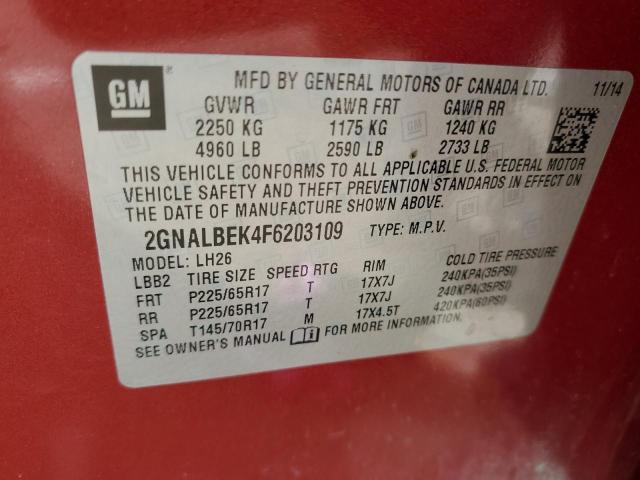 GM
MFD BY GENERAL MOTORS OF CANADA LTD. 11/14
GVWR GAWR FRT GAWR RR
2250 KG 1175 KG 1240 KG
4960 LB 2590 LB 2733 LB
THIS VEHICLE CONFORMS TO ALL APPLICABLE U.S. FEDERAL MOTOR
VEHICLE SAFETY AND THEFT PREVENTION STANDARDS IN EFFECT ON
THE DATE OF MANUFACTURE SHOWN ABOVE.
2GNALBEK4F6203109 TYPE: M.P.V.
MODEL: LH26
LBB2 TIRE SIZE SPEED RTG RIM COLD TIRE PRESSURE
FRT P225/65R17 T 17X7J 240KPA(35PSI)
RR P225/65R17 T 17X7J 240KPA(35PSI)
SPA T145/70R17 M 17X4.5T 420KPA(60PSI)
SEE OWNER'S MANUAL FOR MORE INFORMATION.